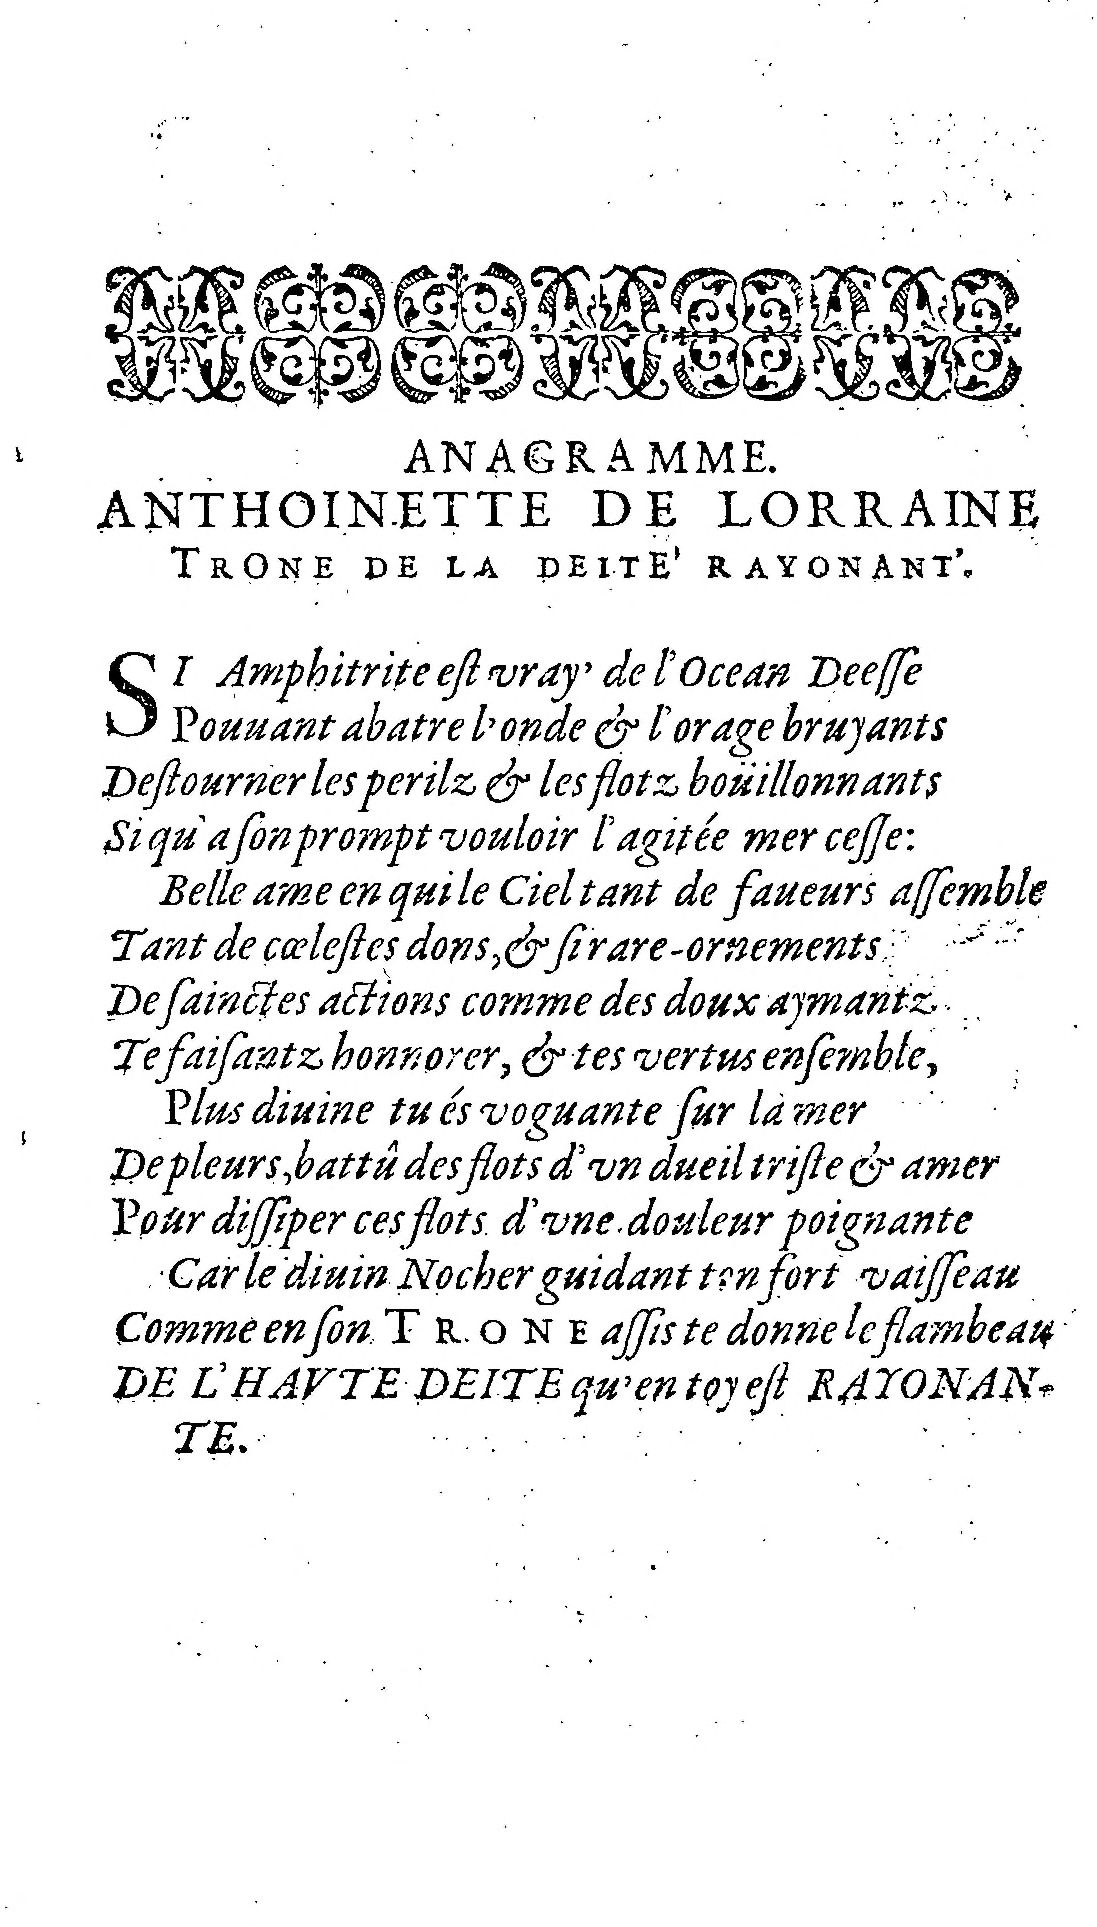 ANAGRAMME.
ANTHOINETTE DE LORRAINE
TRONE DE LA DEITE' RAYONANT'.
SI Amphitrite eſt vray' de l'Ocean Deeſſe
Pouuant abatre l'onde & l'orage bruyants
Deſtourner les perilz & les flotz boüillonnants
Si qu'a ſon prompt vouloir l'agitée mer ceſſe:
Belle ame en qui le Ciel tant de faueurs aſſemble
Tant de cœleſtes dons, & ſi rare-ornements
De ſainctes actions comme des doux aymantz
Te faiſantz honnorer, & tes vertus enſemble,
Plus diuine tu és voguante ſur la mer
De pleurs, battû des flots d'vn dueil triſte & amer
Pour diſſiper ces flots d'vne douleur poignante
Car le diuin Nocher guidant ton fort vaiſſeau
Comme en ſon TRONE aſſis te donne le flambeau
DE L'HAVTE DEITE qu'en toy eſt RAYONAN-
TE.